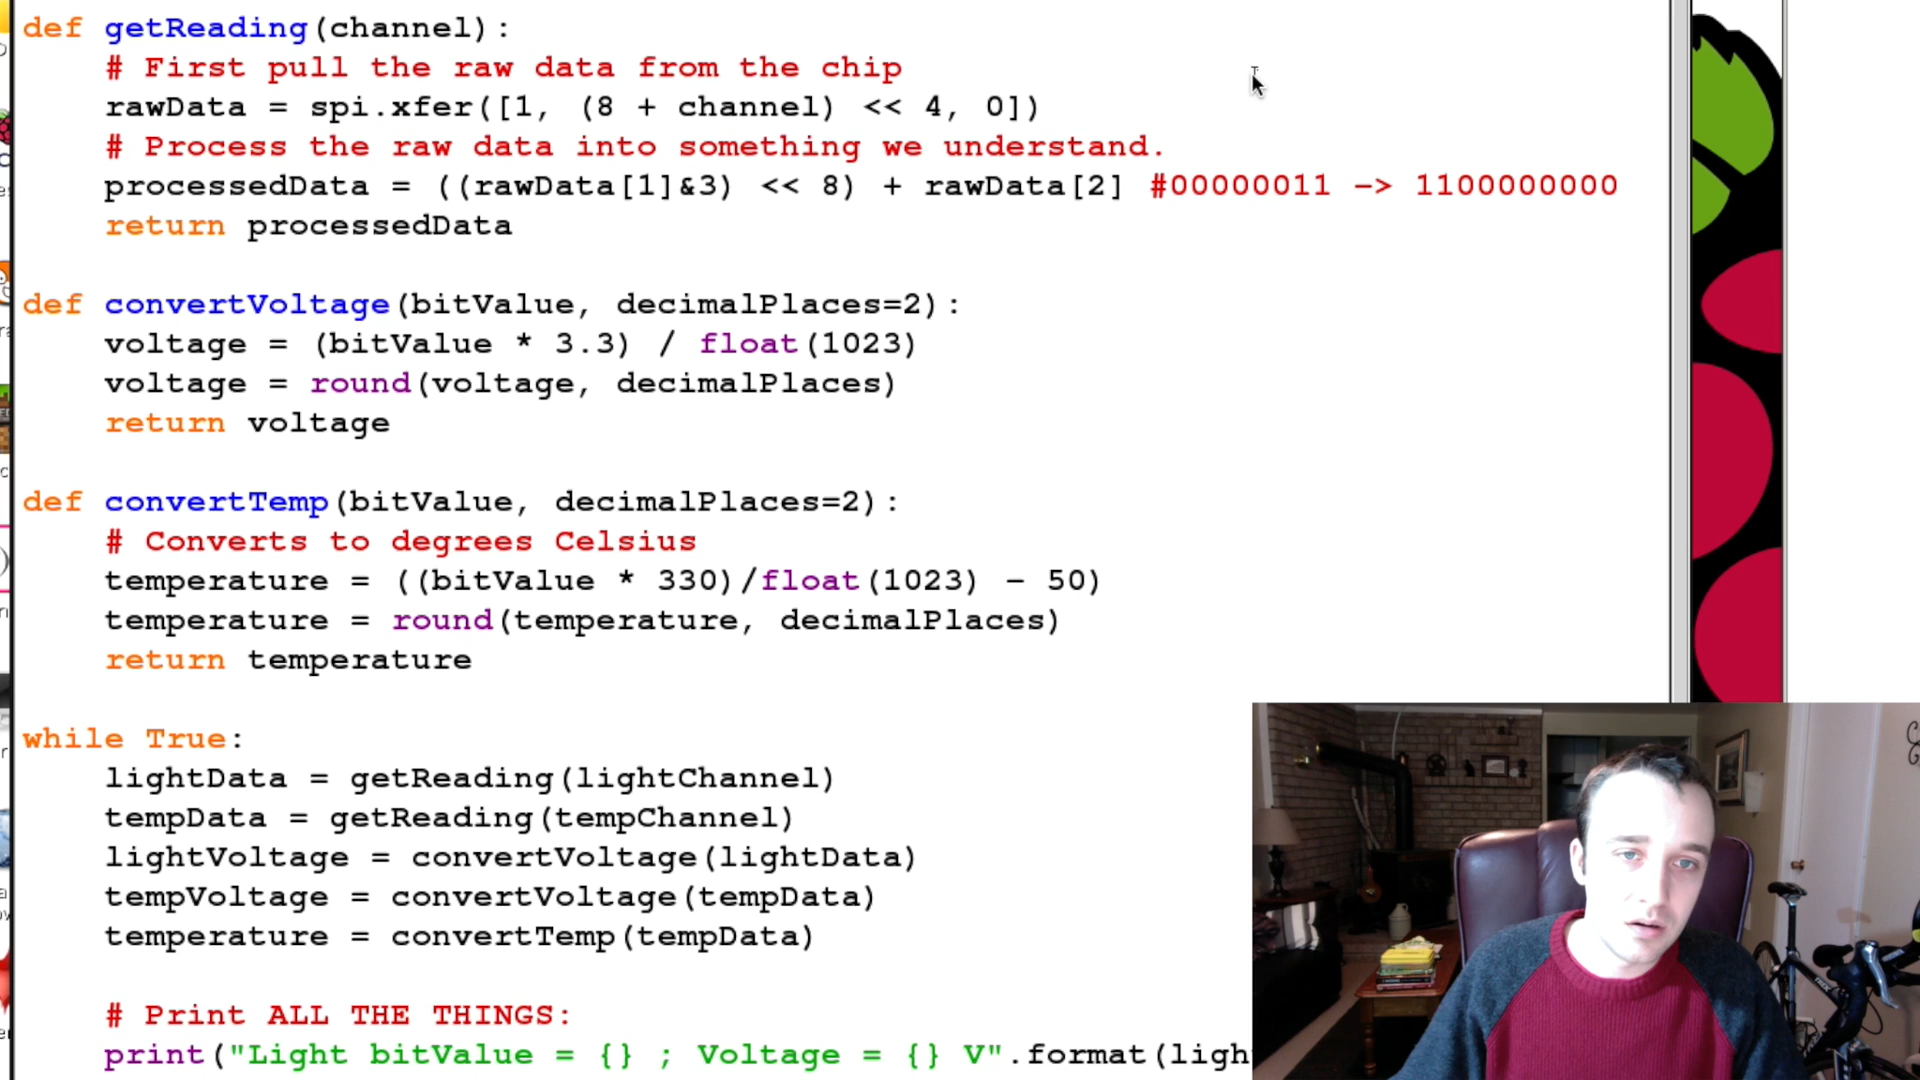 def getReading(channel):
    # First pull the raw data from the chip
    rawData = spi.xfer([1, (8 + channel) << 4, 0])
    # Process the raw data into something we understand.
    processedData = ((rawData[1]&3) << 8) + rawData[2] #00000011 -> 1100000000
    return processedData
def convertVoltage(bitValue, decimalPlaces=2):
    voltage = (bitValue * 3.3) / float(1023)
    voltage = round(voltage, decimalPlaces)
    return voltage
def convertTemp(bitValue, decimalPlaces=2):
    # Converts to degrees Celsius
    temperature = ((bitValue * 330)/float(1023) - 50)
    temperature = round(temperature, decimalPlaces)
    return temperature
while True:
    lightData = getReading(lightChannel)
    tempData = getReading(tempChannel)
    lightVoltage = convertVoltage(lightData)
    tempVoltage = convertVoltage(tempData)
    temperature = convertTemp(tempData)
    # Print ALL THE THINGS:
    print("Light bitValue = {} ; Voltage = {} V".format(ligh